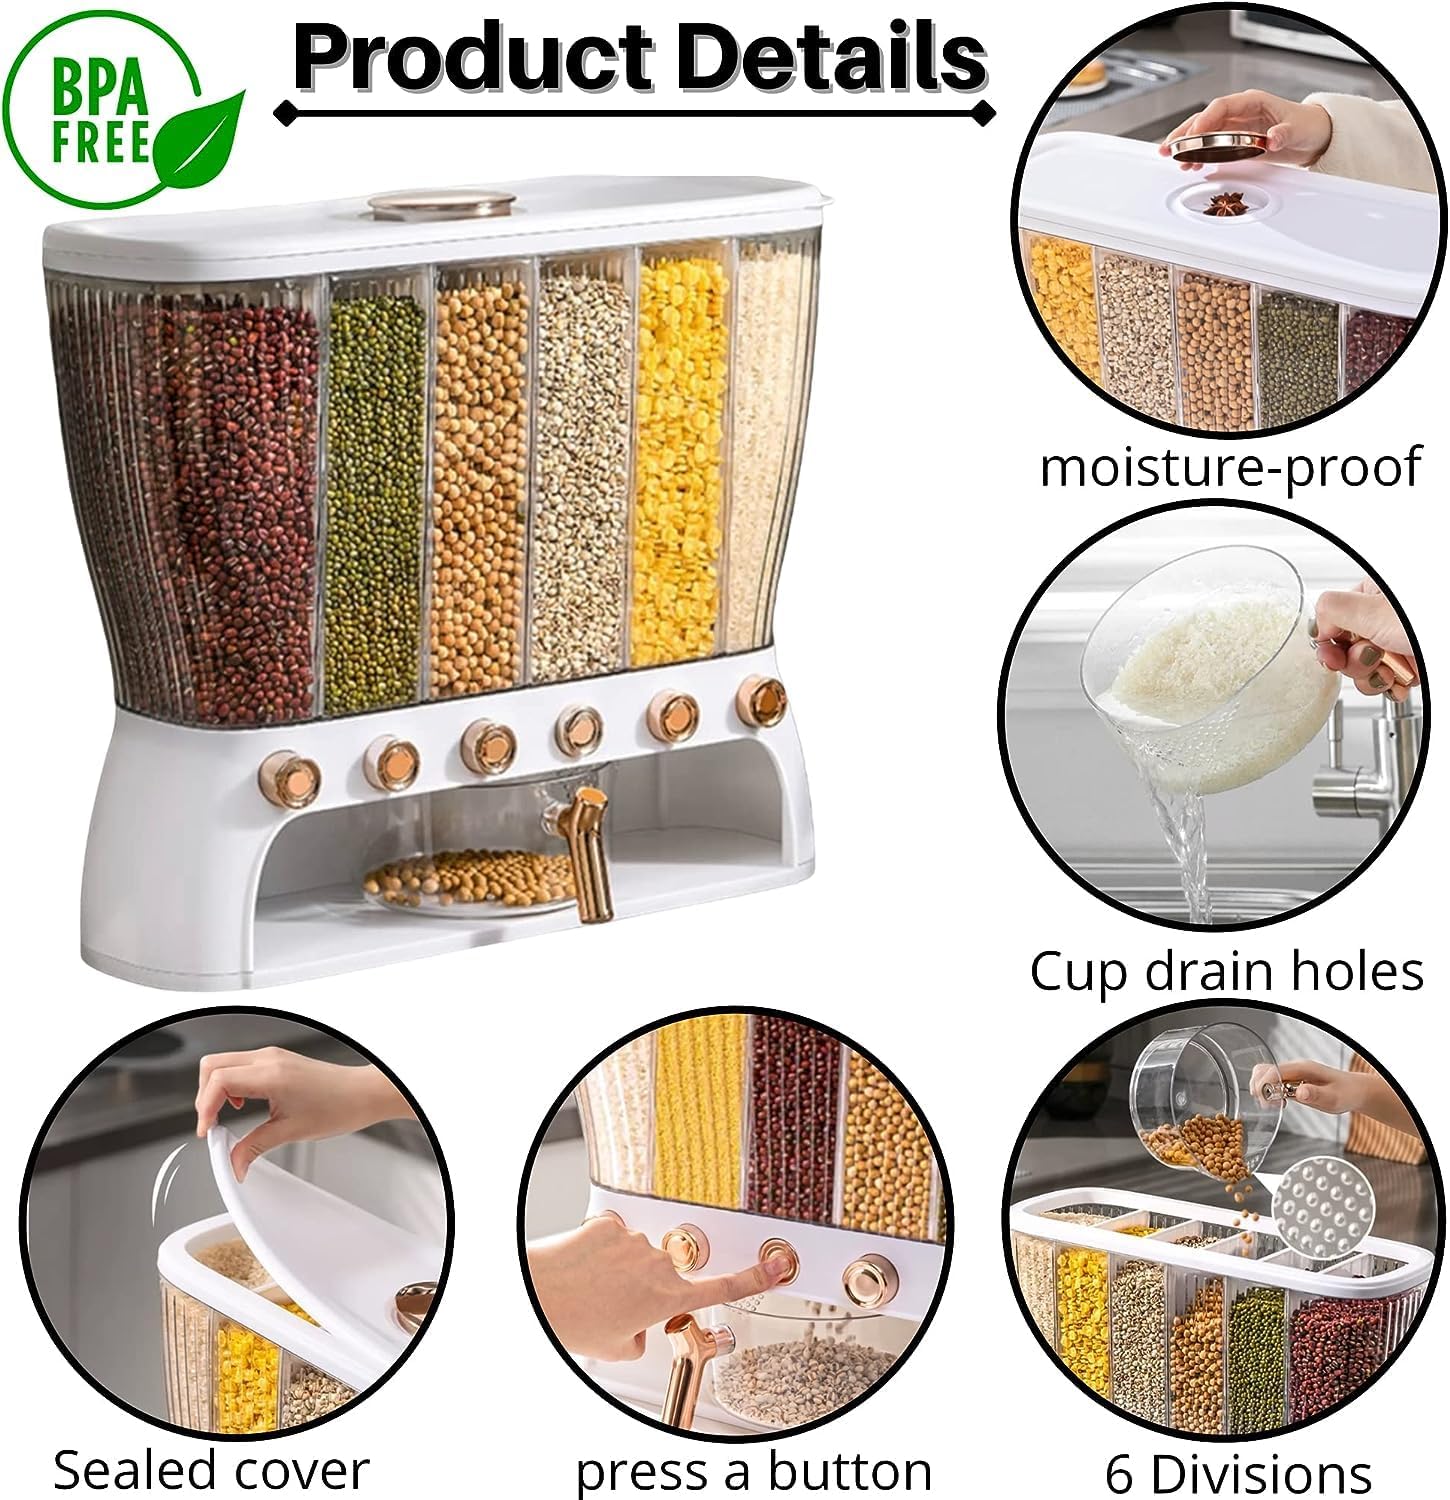 BPA
FREE
Product Details
moisture-proof
Cup drain holes
Sealed cover
press a button
6 Divisions